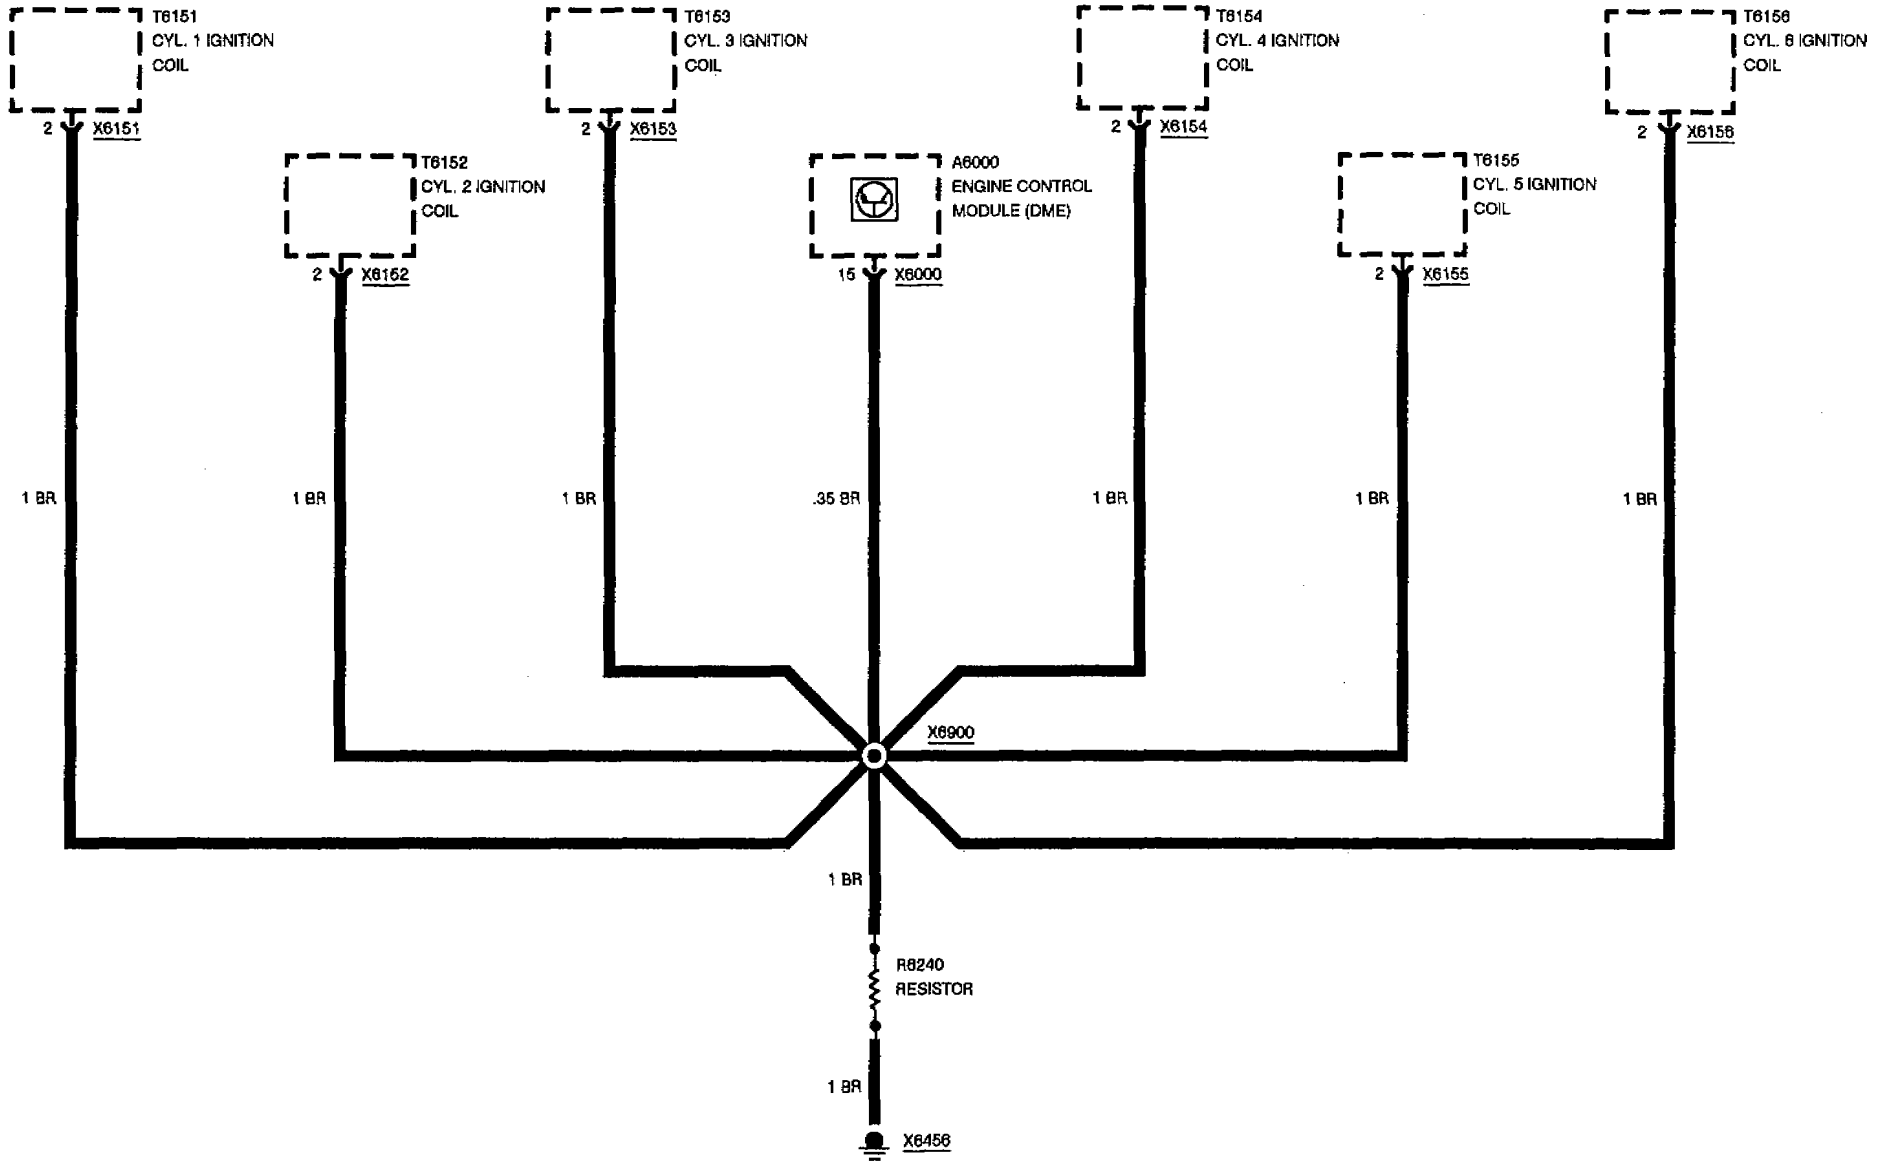 T6151
CYL. 1 IGNITION
COIL
2
X6151
T6153
CYL. 3 IGNITION
COIL
2
X6153
T6154
CYL. 4 IGNITION
COIL
2
X6154
T6156
CYL. 6 IGNITION
COIL
2
X6156
T6152
CYL. 2 IGNITION
COIL
2
X6152
A6000
ENGINE CONTROL
MODULE (DME)
15
X6000
T6155
CYL. 5 IGNITION
COIL
2
X6155
1 BR
1 BR
1 BR
.35 BR
1 BR
1 BR
1 BR
X6900
1 BR
R6240
RESISTOR
1 BR
X6456